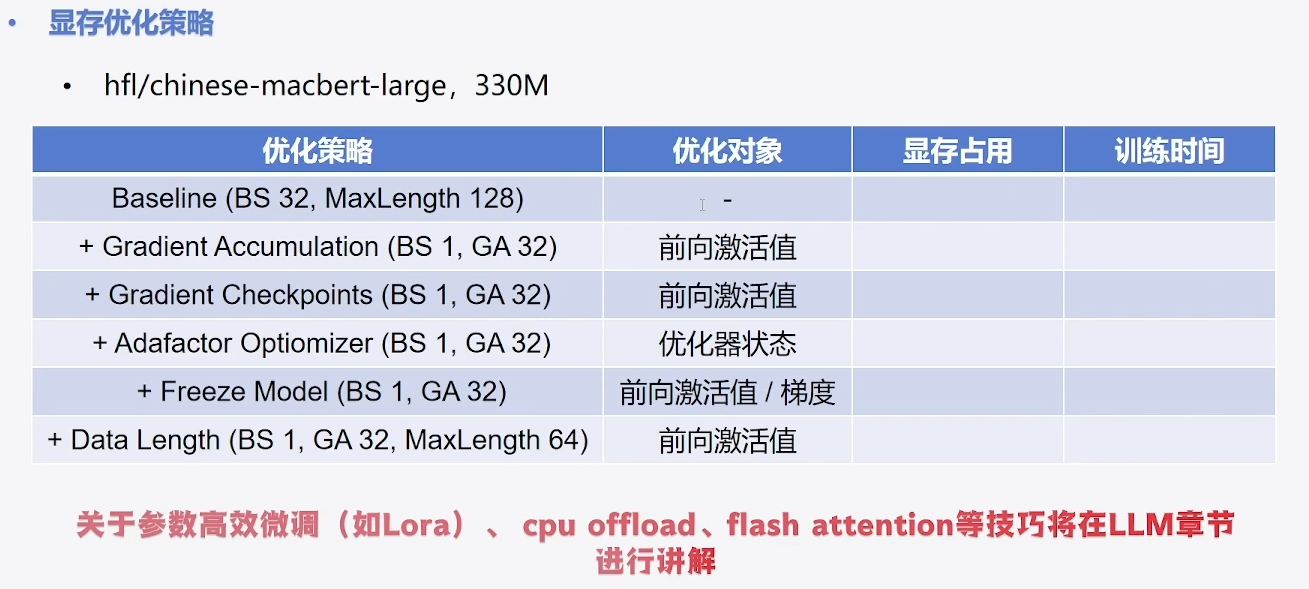 • 显存优化策略
• hfl/chinese-macbert-large，330M
优化策略 优化对象 显存占用 训练时间
Baseline (BS 32, MaxLength 128) -
+ Gradient Accumulation (BS 1, GA 32) 前向激活值
+ Gradient Checkpoints (BS 1, GA 32) 前向激活值
+ Adafactor Optiomizer (BS 1, GA 32) 优化器状态
+ Freeze Model (BS 1, GA 32) 前向激活值 / 梯度
+ Data Length (BS 1, GA 32, MaxLength 64) 前向激活值
关于参数高效微调（如Lora）、cpu offload、flash attention等技巧将在LLM章节
进行讲解